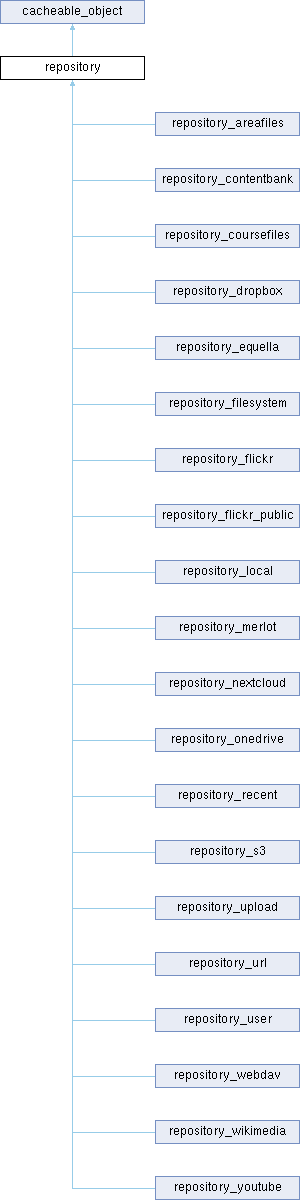 cacheable_object
repository
repository_areafiles
repository_contentbank
repository_coursefiles
repository_dropbox
repository_equella
repository_filesystem
repository_flickr
repository_flickr_public
repository_local
repository_merlot
repository_nextcloud
repository_onedrive
repository_recent
repository_s3
repository_upload
repository_url
repository_user
repository_webdav
repository_wikimedia
repository_youtube